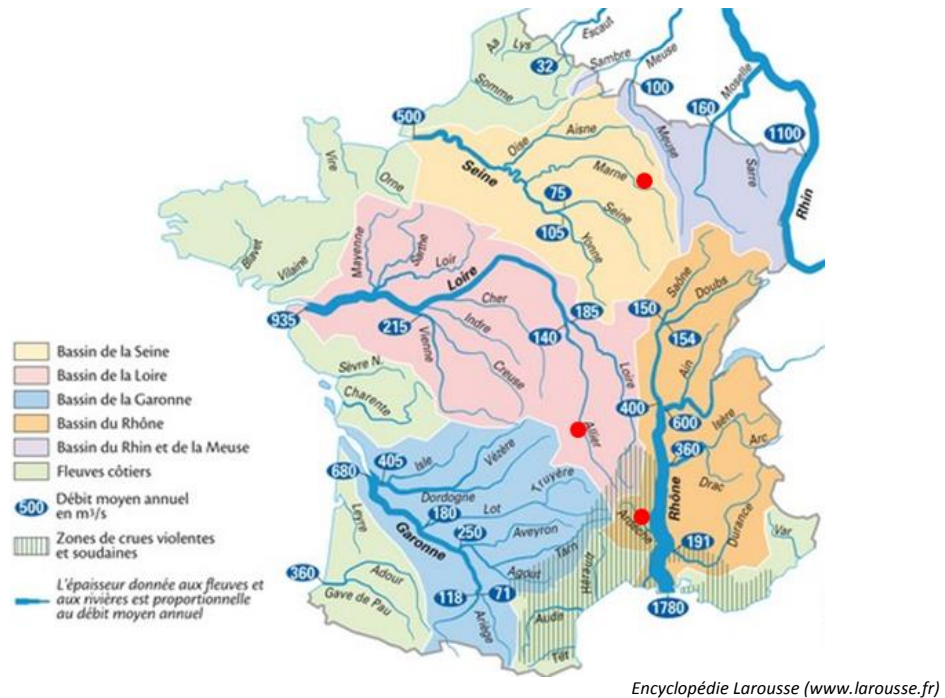 Aa
Lys
Escaut
Sambre
Meuse
32
Somme
100
Moselle
160
1100
500
Oise
Aisne
Meuse
Sarre
Marne
Seine
Rhin
Vire
Orne
75
Seine
105
Yonne
Blavet
Vilaine
Mayenne
Sarthe
Loir
Loire
Saône
Doubs
935
215
Cher
Indre
140
185
150
154
Vienne
Creuse
Loire
Ain
Sèvre N.
Charente
400
600
Isère
Arc
360
Allier
Bassin de la Seine
Bassin de la Loire
Bassin de la Garonne
Bassin du Rhône
Bassin du Rhin et de la Meuse
Fleuves côtiers
500 Débit moyen annuel
en m³/s
Zones de crues violentes
et soudaines
L'épaisseur donnée aux fleuves et
aux rivières est proportionnelle
au débit moyen annuel
680
405
Isle
Vézère
Truyère
Drac
Rhône
Dordogne
180
Lot
Ardèche
Durance
Leyre
Garonne
250
Aveyron
Var
191
Tarn
Agout
Hérault
360
Adour
Gave de Pau
118
71
1780
Ariège
Aude
Têt
Encyclopédie Larousse (www.larousse.fr)